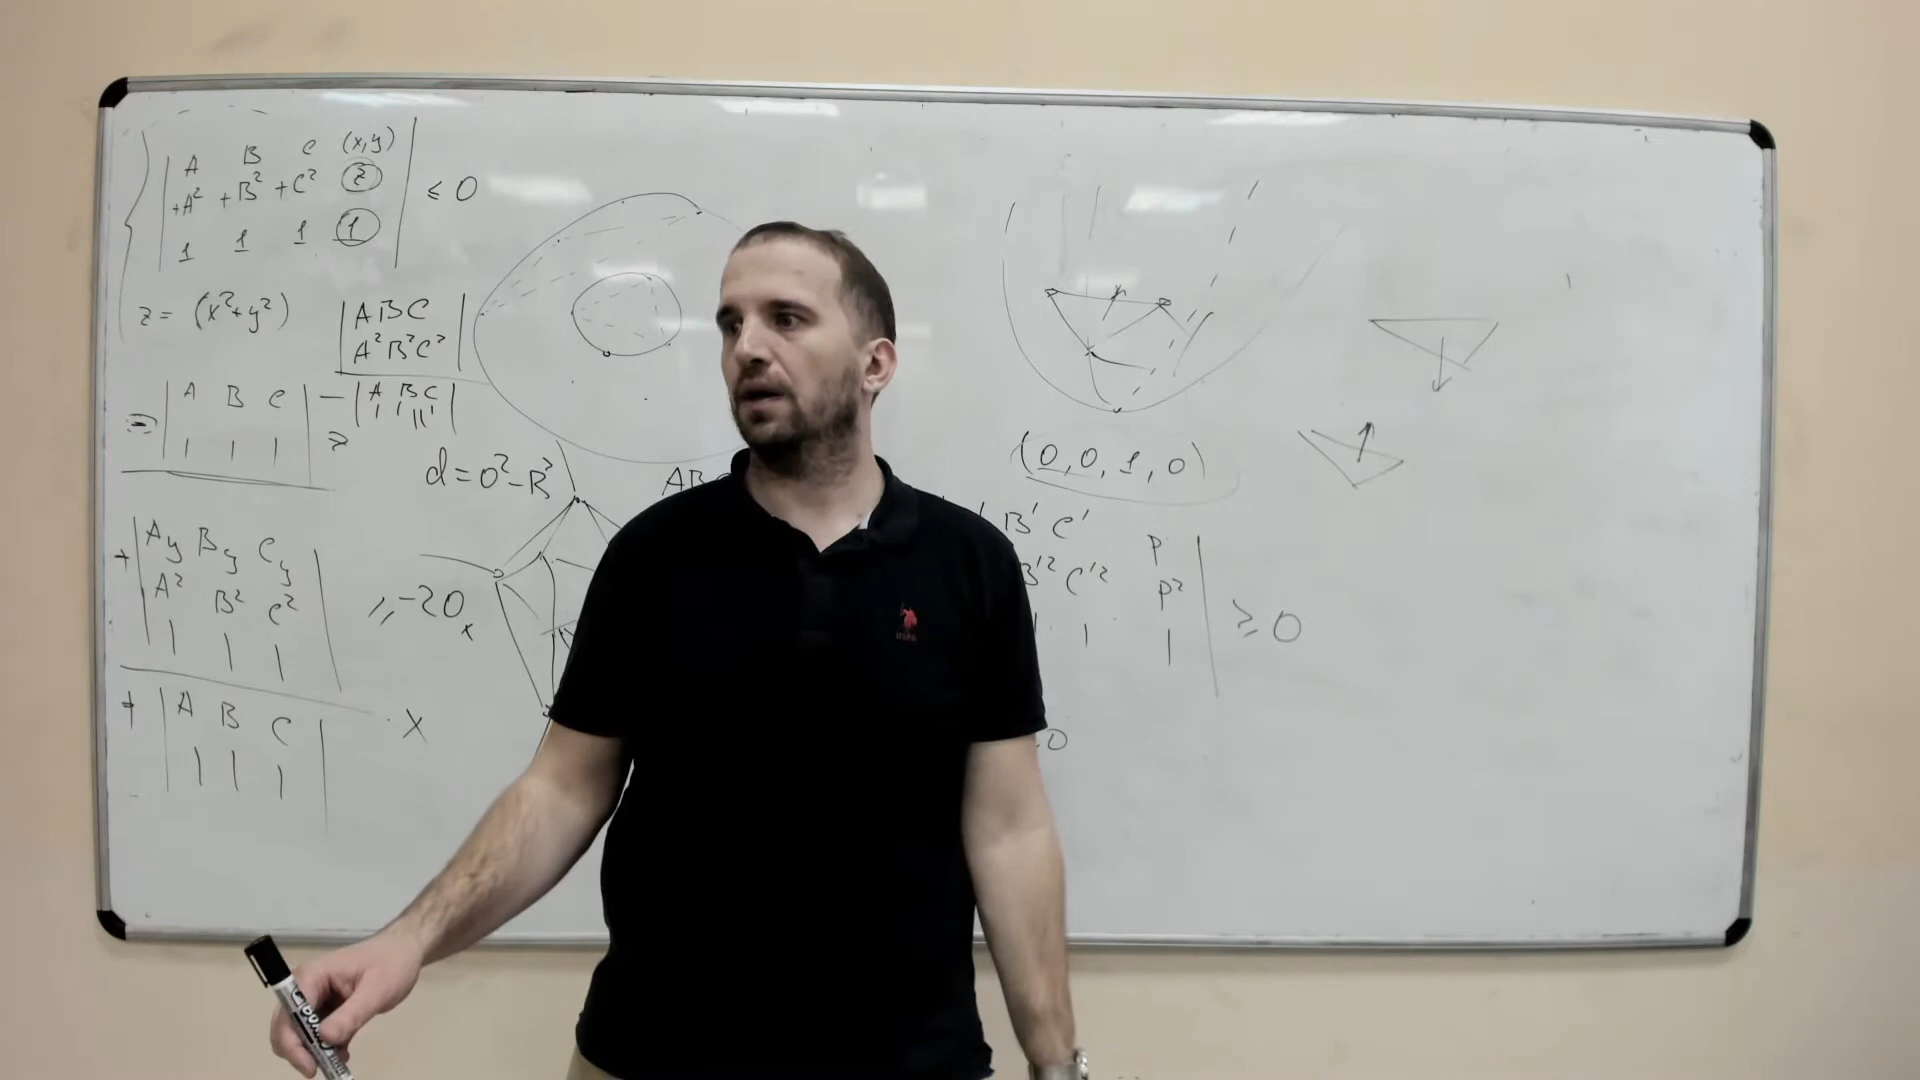 A B C (x,y)
+A² +B² +C² z
1 1 1 1
≤ 0
z = (x²+y²)
A B C
A² B² C²
A B C
1 1 1
− A B C
1 1 1
d = O² − R²
+ Ay By Cy
A² B² C²
1 1 1
-2Ox
+ A B C · x
1 1 1
(0, 0, 1, 0)
B' C' P
B'² C'² P²
1 1 1
≥ 0
USPA